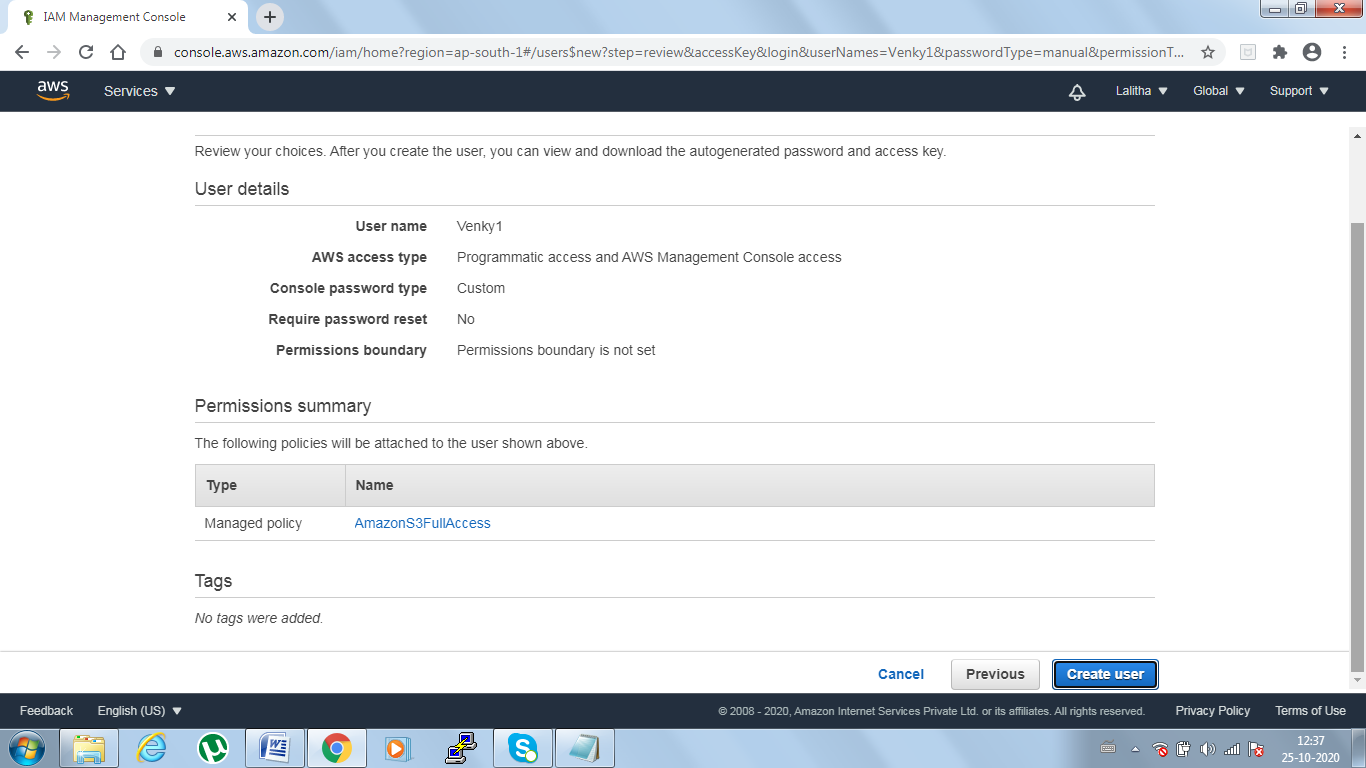 IAM Management Console
console.aws.amazon.com/iam/home?region=ap-south-1#/users$new?step=review&accessKey&login&userNames=Venky1&passwordType=manual&permissionT...
aws
Services
Lalitha
Global
Support
Review your choices. After you create the user, you can view and download the autogenerated password and access key.
User details
User name Venky1
AWS access type Programmatic access and AWS Management Console access
Console password type Custom
Require password reset No
Permissions boundary Permissions boundary is not set
Permissions summary
The following policies will be attached to the user shown above.
Type Name
Managed policy AmazonS3FullAccess
Tags
No tags were added.
Cancel Previous Create user
Feedback English (US) © 2008 - 2020, Amazon Internet Services Private Ltd. or its affiliates. All rights reserved. Privacy Policy Terms of Use
12:37
25-10-2020